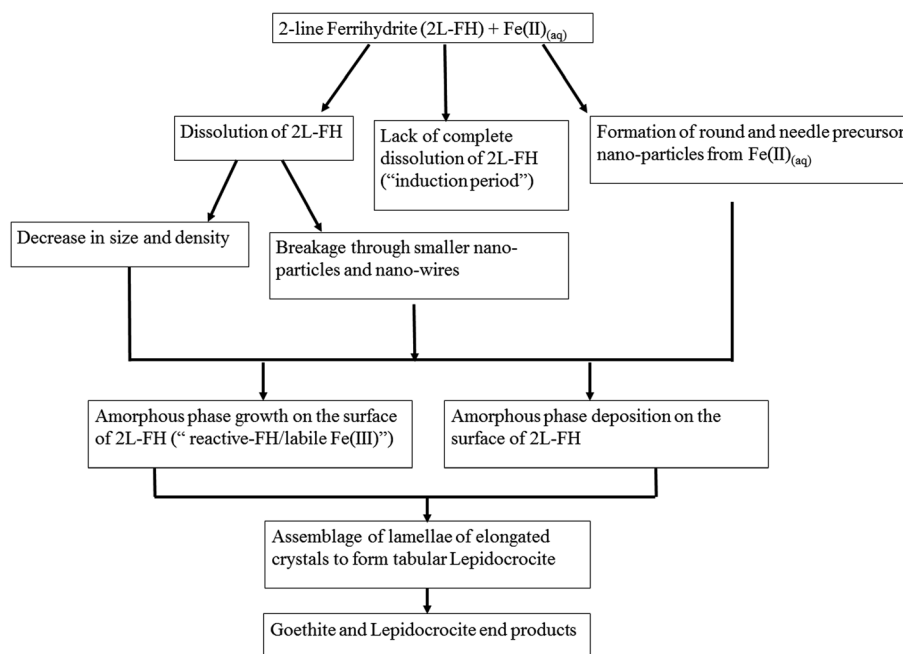 2-line Ferrihydrite (2L-FH) + Fe(II)(aq)
Dissolution of 2L-FH
Lack of complete
dissolution of 2L-FH
(“induction period”)
Formation of round and needle precursor
nano-particles from Fe(II)(aq)
Decrease in size and density
Breakage through smaller nano-
particles and nano-wires
Amorphous phase growth on the surface
of 2L-FH (“ reactive-FH/labile Fe(III)”)
Amorphous phase deposition on the
surface of 2L-FH
Assemblage of lamellae of elongated
crystals to form tabular Lepidocrocite
Goethite and Lepidocrocite end products